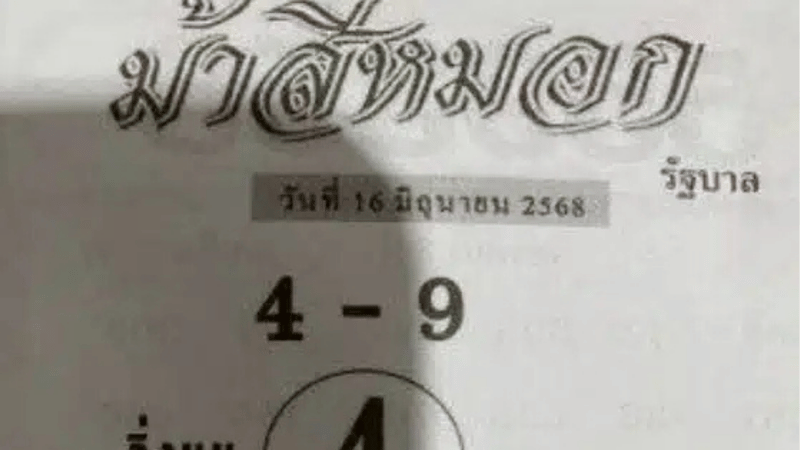 ม้าสีหมอก
รัฐบาล
วันที่ 16 มิถุนายน 2568
4 - 9
4